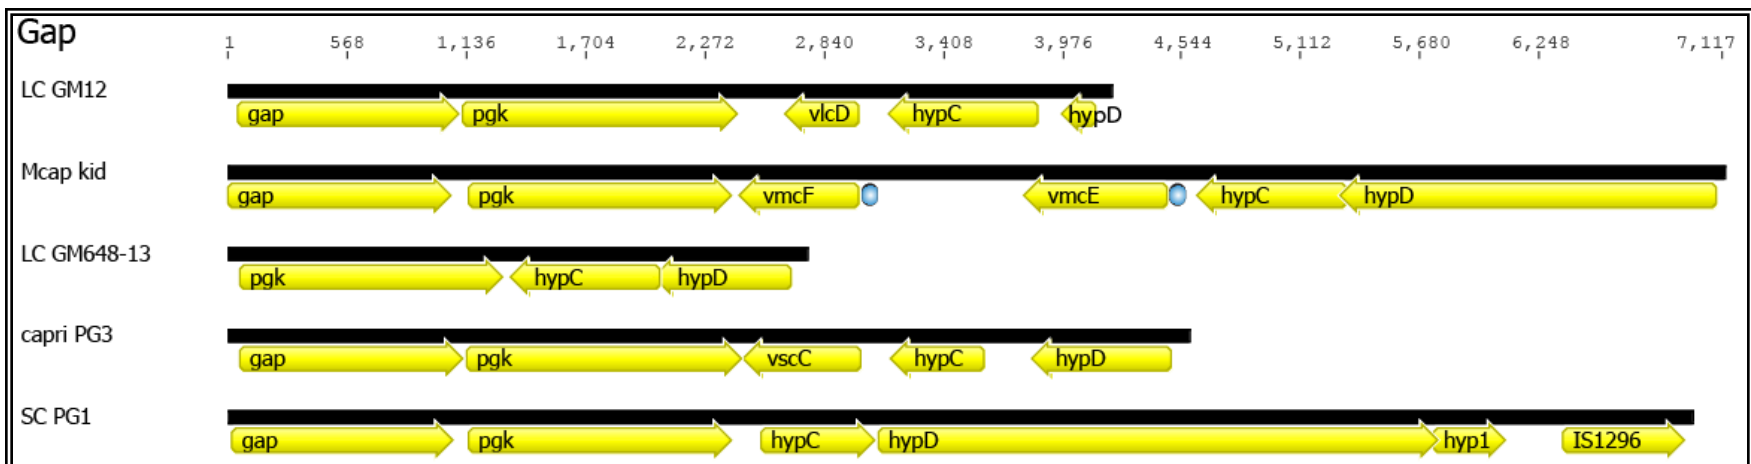 Gap
1 568 1,136 1,704 2,272 2,840 3,408 3,976 4,544 5,112 5,680 6,248 7,117
LC GM12
gap pgk vlcD hypC hypD
Mcap kid
gap pgk vmcF vmcE hypC hypD
LC GM648-13
pgk hypC hypD
capri PG3
gap pgk vscC hypC hypD
SC PG1
gap pgk hypC hypD hyp1 IS1296